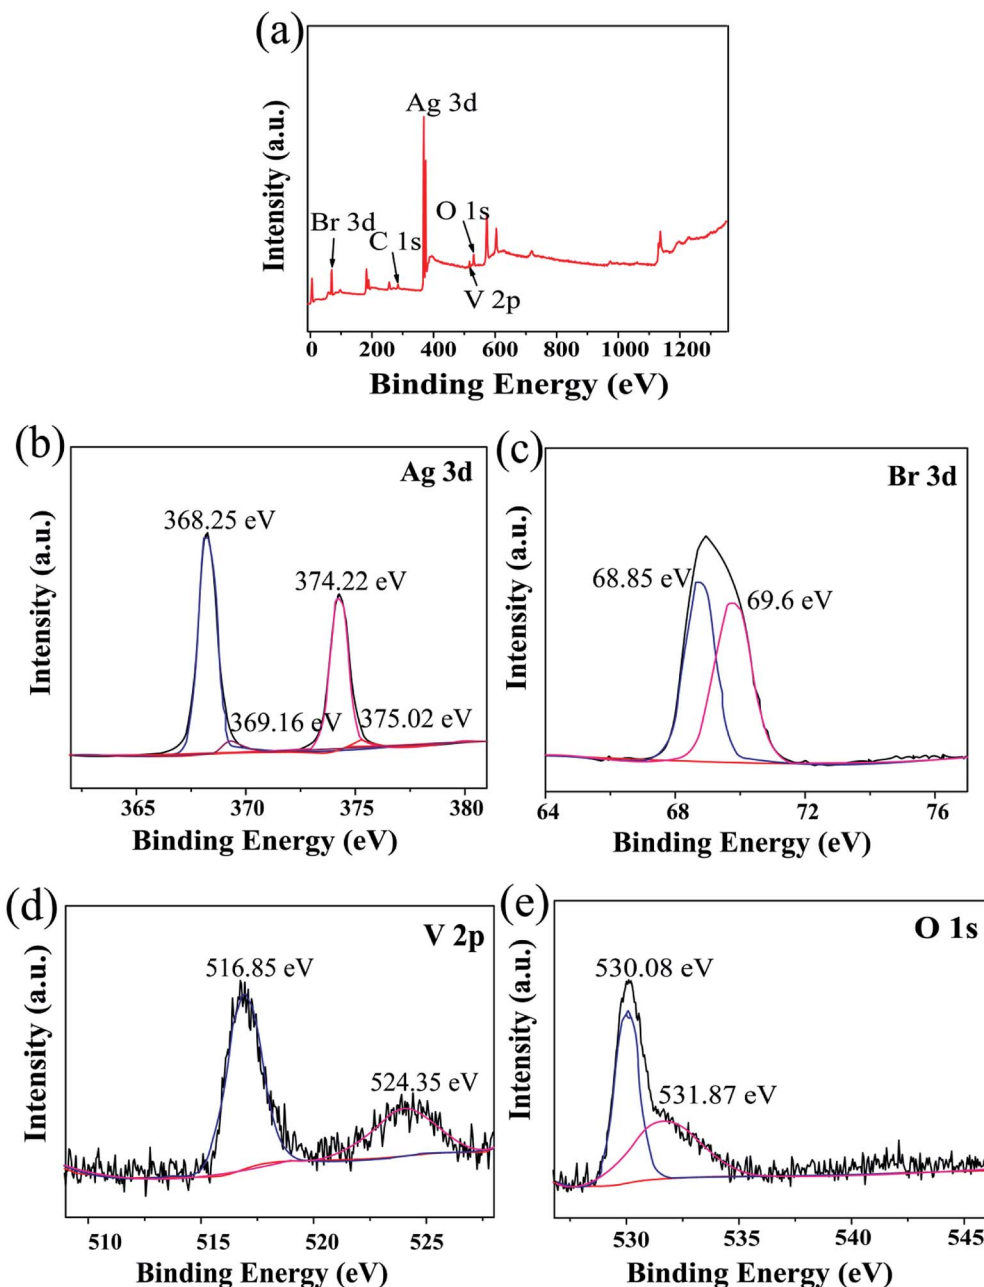 (a)
Ag 3d
Br 3d
C 1s
O 1s
V 2p
Intensity (a.u.)
0 200 400 600 800 1000 1200
Binding Energy (eV)
(b)
Ag 3d
368.25 eV
374.22 eV
369.16 eV
375.02 eV
Intensity (a.u.)
365 370 375 380
Binding Energy (eV)
(c)
Br 3d
68.85 eV
69.6 eV
Intensity (a.u.)
64 68 72 76
Binding Energy (eV)
(d)
V 2p
516.85 eV
524.35 eV
Intensity (a.u.)
510 515 520 525
Binding Energy (eV)
(e)
O 1s
530.08 eV
531.87 eV
Intensity (a.u.)
530 535 540 545
Binding Energy (eV)